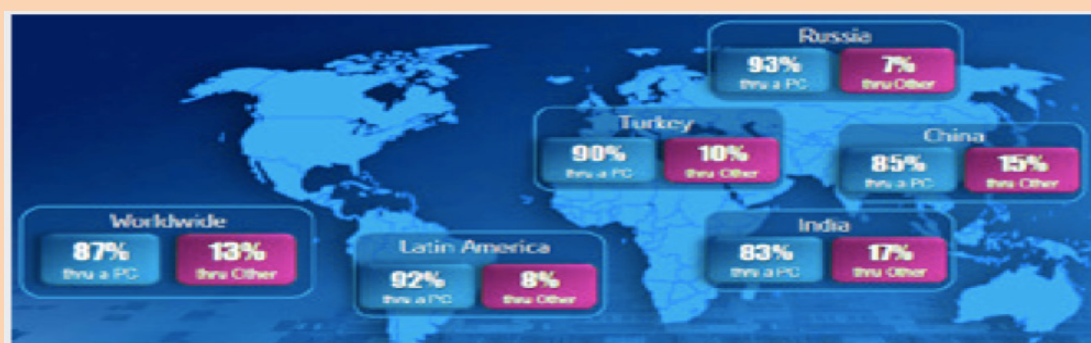 Russia
93% 7%
thru a PC thru Other
Turkey
90% 10%
thru a PC thru Other
China
85% 15%
thru a PC thru Other
Worldwide
87% 13%
thru a PC thru Other
Latin America
92% 8%
thru a PC thru Other
India
83% 17%
thru a PC thru Other